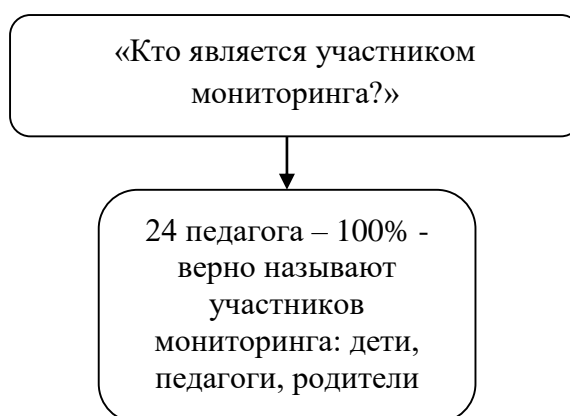 «Кто является участником
мониторинга?»
24 педагога – 100% -
верно называют
участников
мониторинга: дети,
педагоги, родители